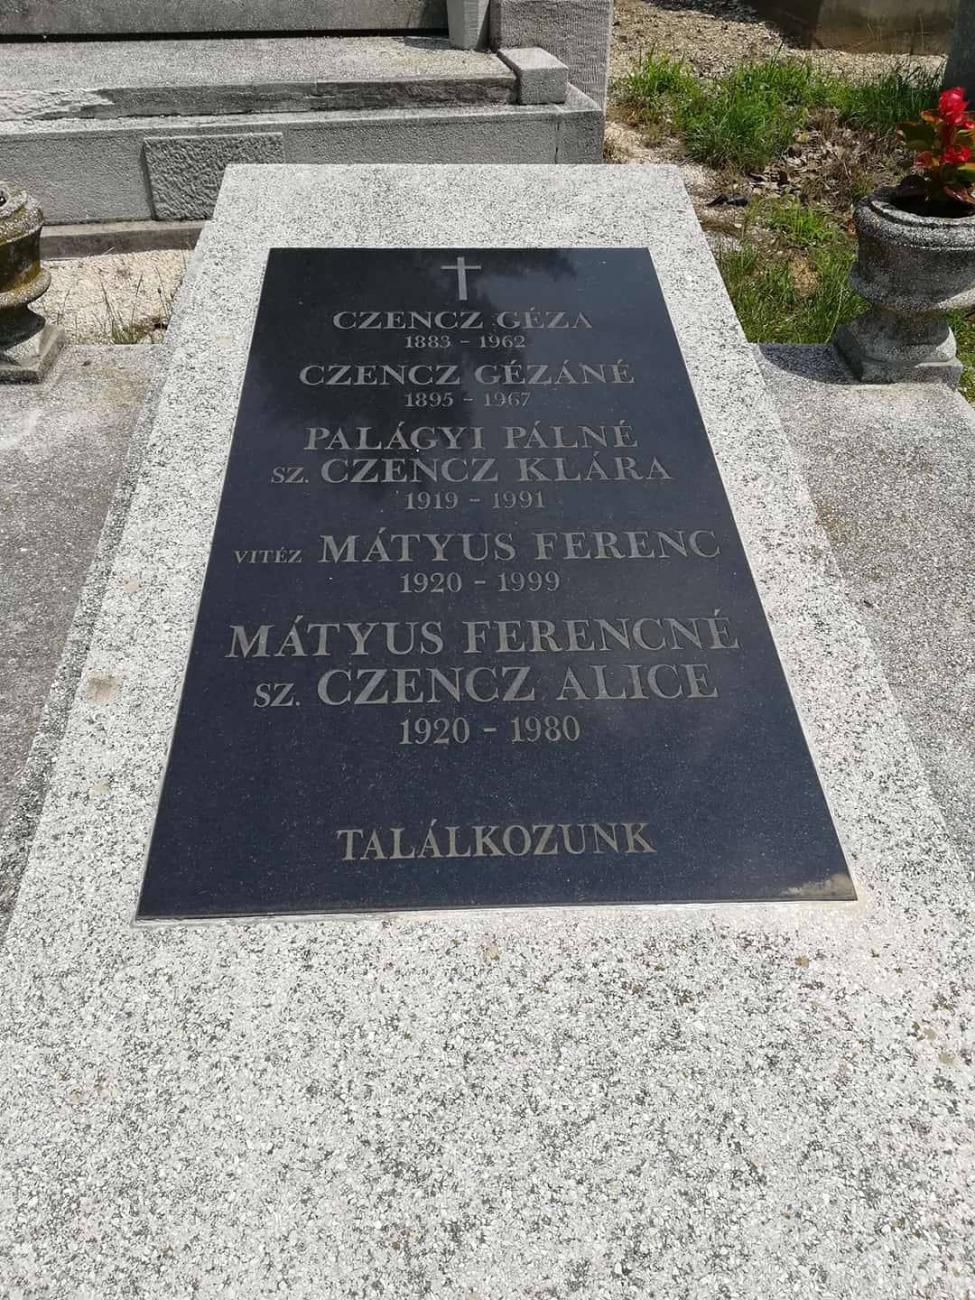 CZENCZ GÉZA
1883 - 1962
CZENCZ GÉZÁNÉ
1895 - 1967
PALÁGYI PÁLNÉ
SZ. CZENCZ KLÁRA
1919 - 1991
VITÉZ MÁTYUS FERENC
1920 - 1999
MÁTYUS FERENCNÉ
SZ. CZENCZ ALICE
1920 - 1980
TALÁLKOZUNK